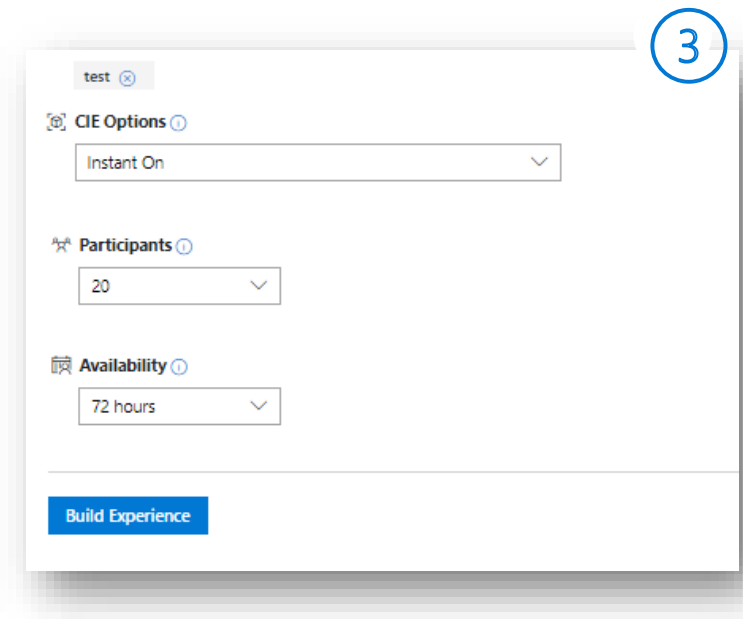 3
test
CIE Options
Instant On
Participants
20
Availability
72 hours
Build Experience